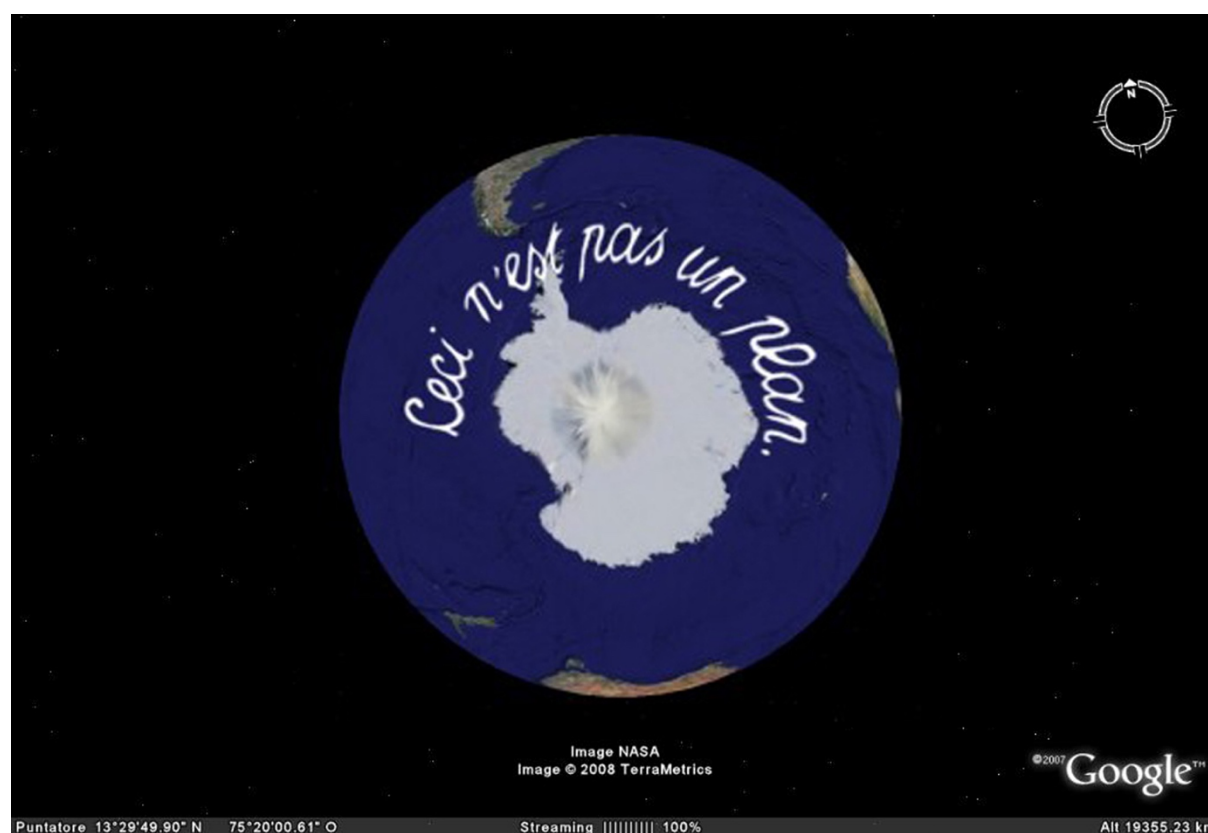 N
Ceci n'est pas un plan.
Image NASA
Image © 2008 TerraMetrics
©2007 Google™
Puntatore 13°29'49.90" N 75°20'00.61" O Streaming |||||||||| 100% Alt 19355.23 km